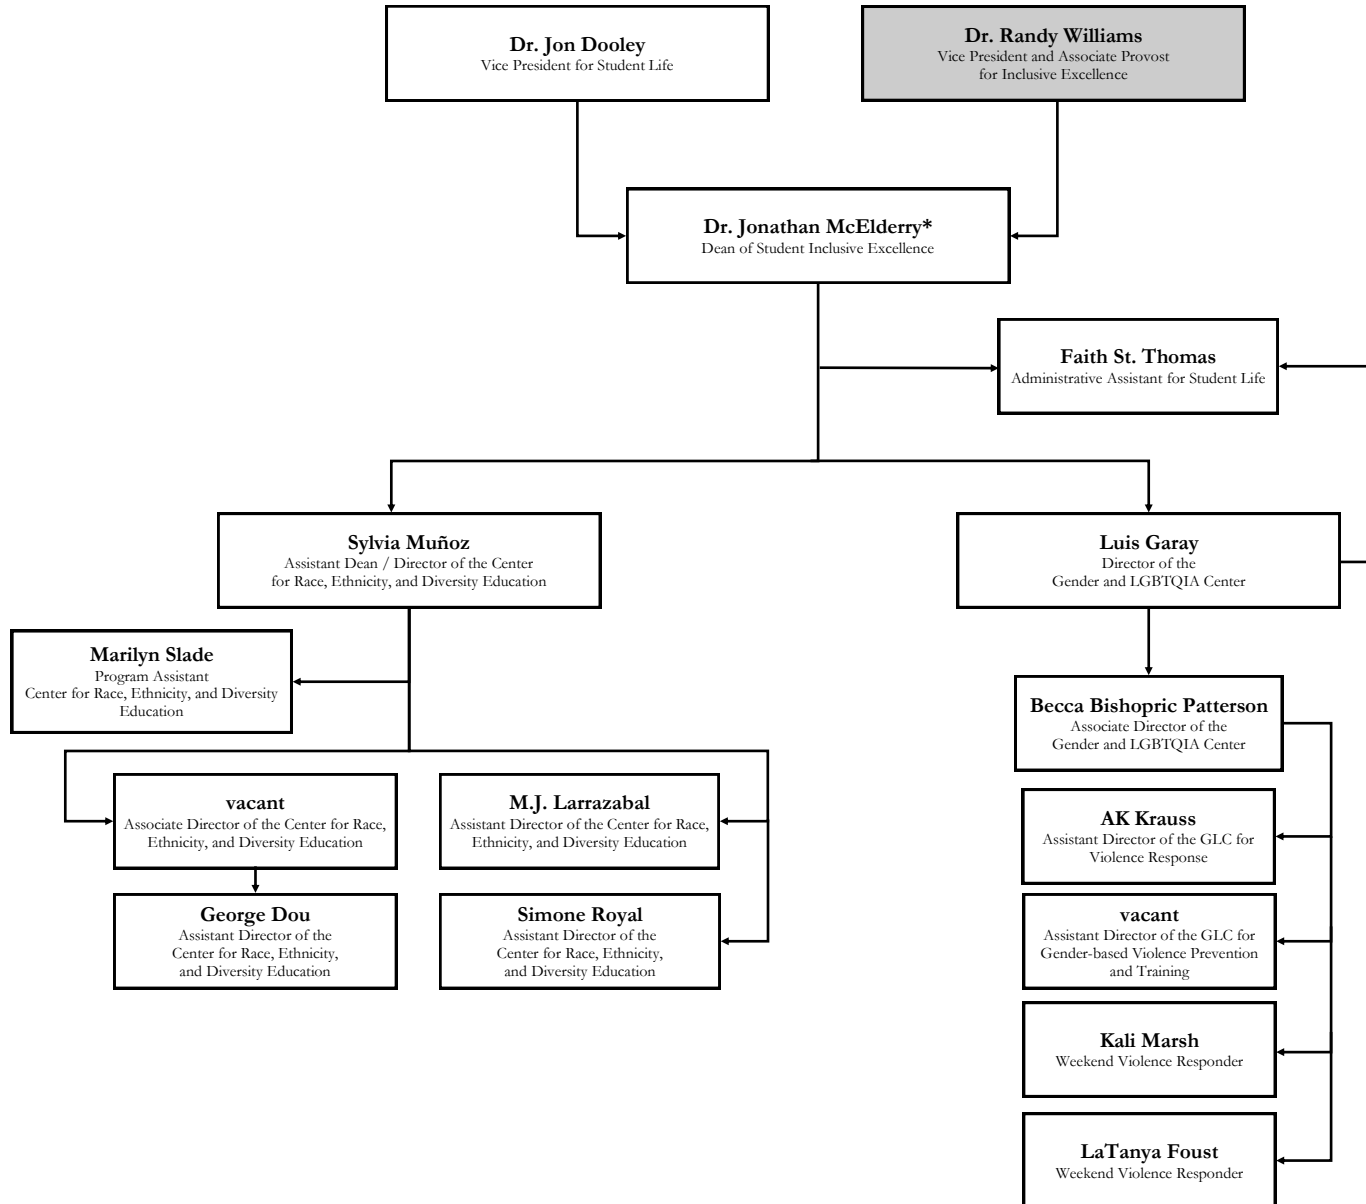 Dr. Jon Dooley
Vice President for Student Life
Dr. Randy Williams
Vice President and Associate Provost
for Inclusive Excellence
Dr. Jonathan McElderry*
Dean of Student Inclusive Excellence
Faith St. Thomas
Administrative Assistant for Student Life
Sylvia Muñoz
Assistant Dean / Director of the Center
for Race, Ethnicity, and Diversity Education
Luis Garay
Director of the
Gender and LGBTQIA Center
Marilyn Slade
Program Assistant
Center for Race, Ethnicity, and Diversity
Education
Becca Bishopric Patterson
Associate Director of the
Gender and LGBTQIA Center
vacant
Associate Director of the Center for Race,
Ethnicity, and Diversity Education
M.J. Larrazabal
Assistant Director of the Center for Race,
Ethnicity, and Diversity Education
AK Krauss
Assistant Director of the GLC for
Violence Response
George Dou
Assistant Director of the
Center for Race, Ethnicity,
and Diversity Education
Simone Royal
Assistant Director of the
Center for Race, Ethnicity,
and Diversity Education
vacant
Assistant Director of the GLC for
Gender-based Violence Prevention
and Training
Kali Marsh
Weekend Violence Responder
LaTanya Foust
Weekend Violence Responder